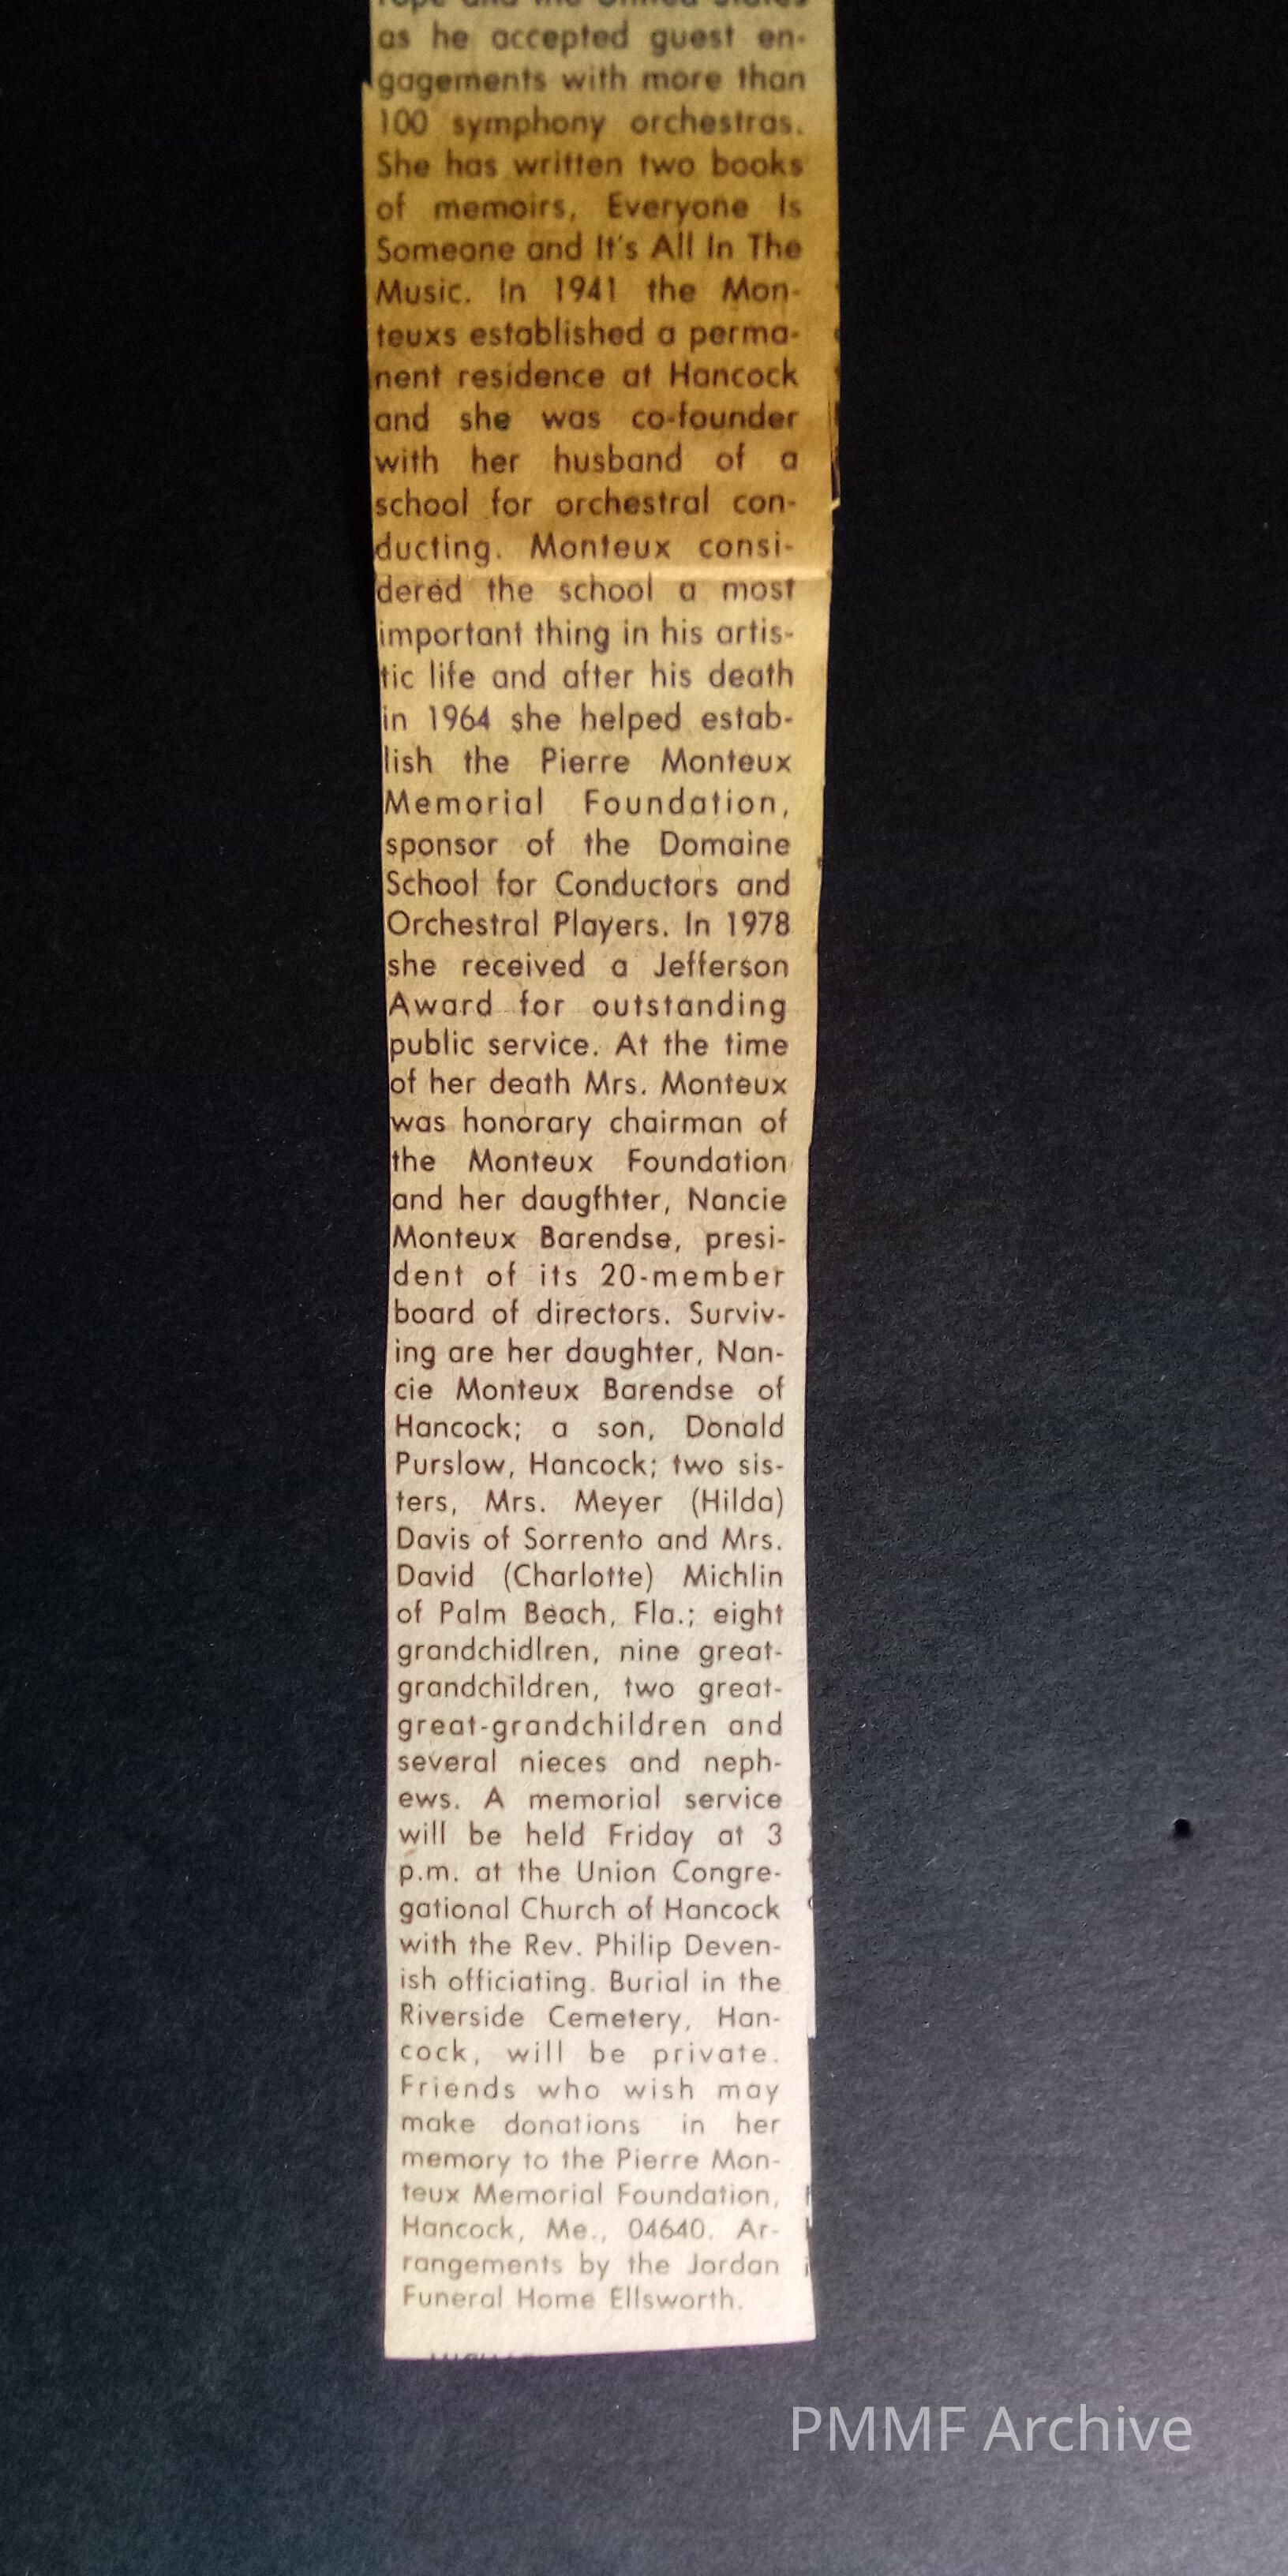 rope and the United States
as he accepted guest en-
gagements with more than
100 symphony orchestras.
She has written two books
of memoirs, Everyone Is
Someone and It's All In The
Music. In 1941 the Mon-
teuxs established a perma-
nent residence at Hancock
and she was co-founder
with her husband of a
school for orchestral con-
ducting. Monteux consi-
dered the school a most
important thing in his artis-
tic life and after his death
in 1964 she helped estab-
lish the Pierre Monteux
Memorial Foundation,
sponsor of the Domaine
School for Conductors and
Orchestral Players. In 1978
she received a Jefferson
Award for outstanding
public service. At the time
of her death Mrs. Monteux
was honorary chairman of
the Monteux Foundation
and her daugfhter, Nancie
Monteux Barendse, presi-
dent of its 20-member
board of directors. Surviv-
ing are her daughter, Nan-
cie Monteux Barendse of
Hancock; a son, Donald
Purslow, Hancock; two sis-
ters, Mrs. Meyer (Hilda)
Davis of Sorrento and Mrs.
David (Charlotte) Michlin
of Palm Beach, Fla.; eight
grandchidlren, nine great-
grandchildren, two great-
great-grandchildren and
several nieces and neph-
ews. A memorial service
will be held Friday at 3
p.m. at the Union Congre-
gational Church of Hancock
with the Rev. Philip Deven-
ish officiating. Burial in the
Riverside Cemetery, Han-
cock, will be private.
Friends who wish may
make donations in her
memory to the Pierre Mon-
teux Memorial Foundation,
Hancock, Me., 04640. Ar-
rangements by the Jordan
Funeral Home Ellsworth.
PMMF Archive